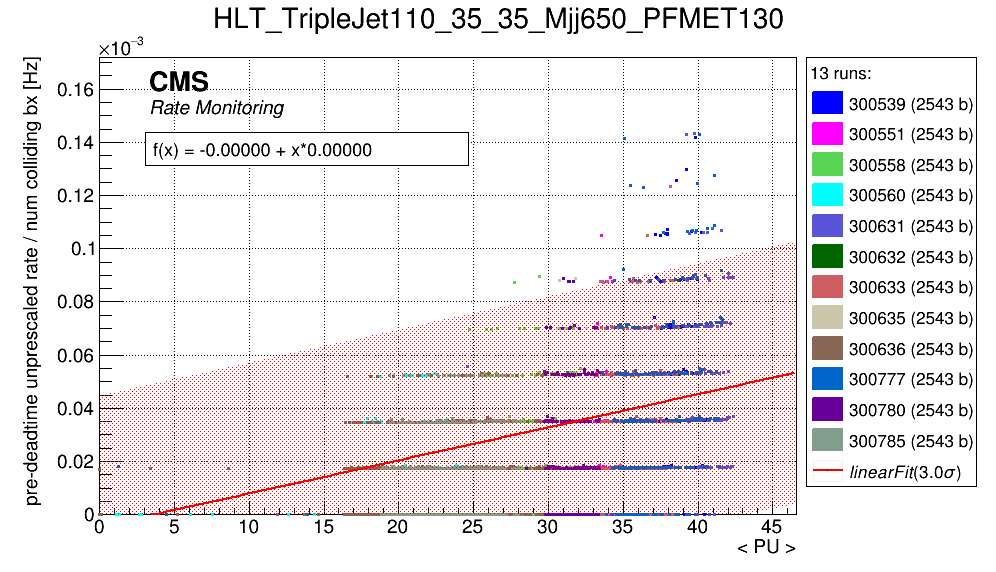 HLT_TripleJet110_35_35_Mjj650_PFMET130
×10⁻³
pre-deadtime unprescaled rate / num colliding bx [Hz]
CMS
Rate Monitoring
f(x) = -0.00000 + x*0.00000
0.16
0.14
0.12
0.1
0.08
0.06
0.04
0.02
0
0 5 10 15 20 25 30 35 40 45
< PU >
13 runs:
300539 (2543 b)
300551 (2543 b)
300558 (2543 b)
300560 (2543 b)
300631 (2543 b)
300632 (2543 b)
300633 (2543 b)
300635 (2543 b)
300636 (2543 b)
300777 (2543 b)
300780 (2543 b)
300785 (2543 b)
linearFit(3.0σ)